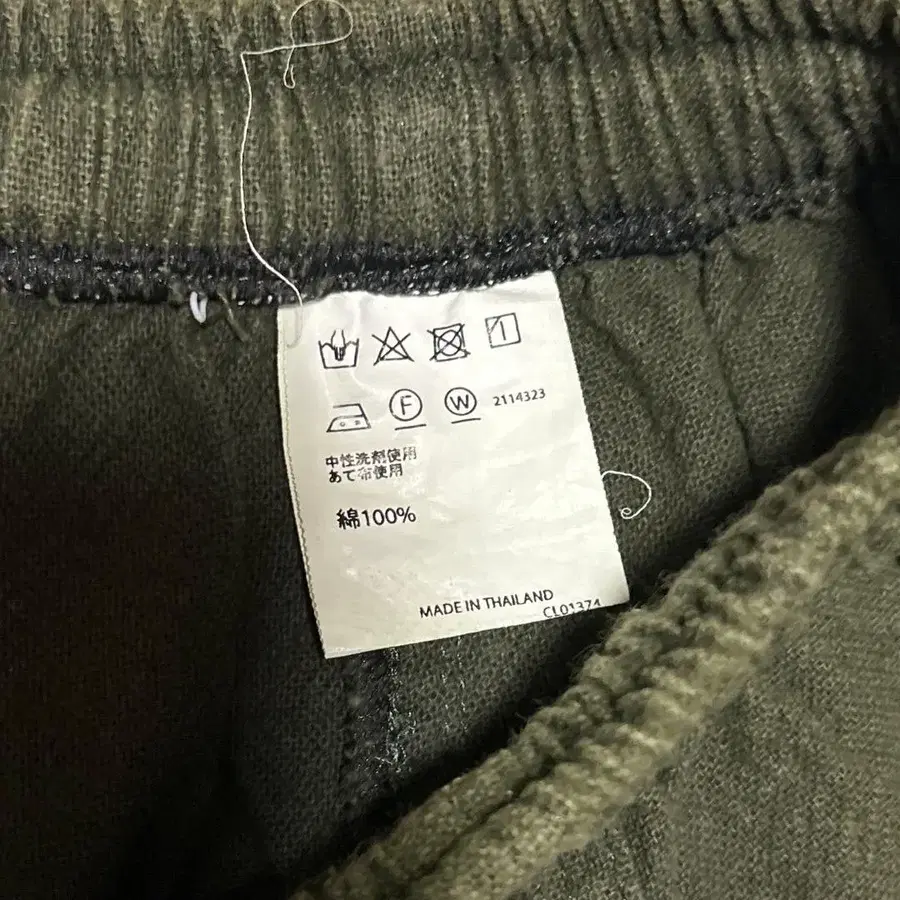 F W 2114323
中性洗剤使用
あて布使用
綿100%
MADE IN THAILAND
CL01374